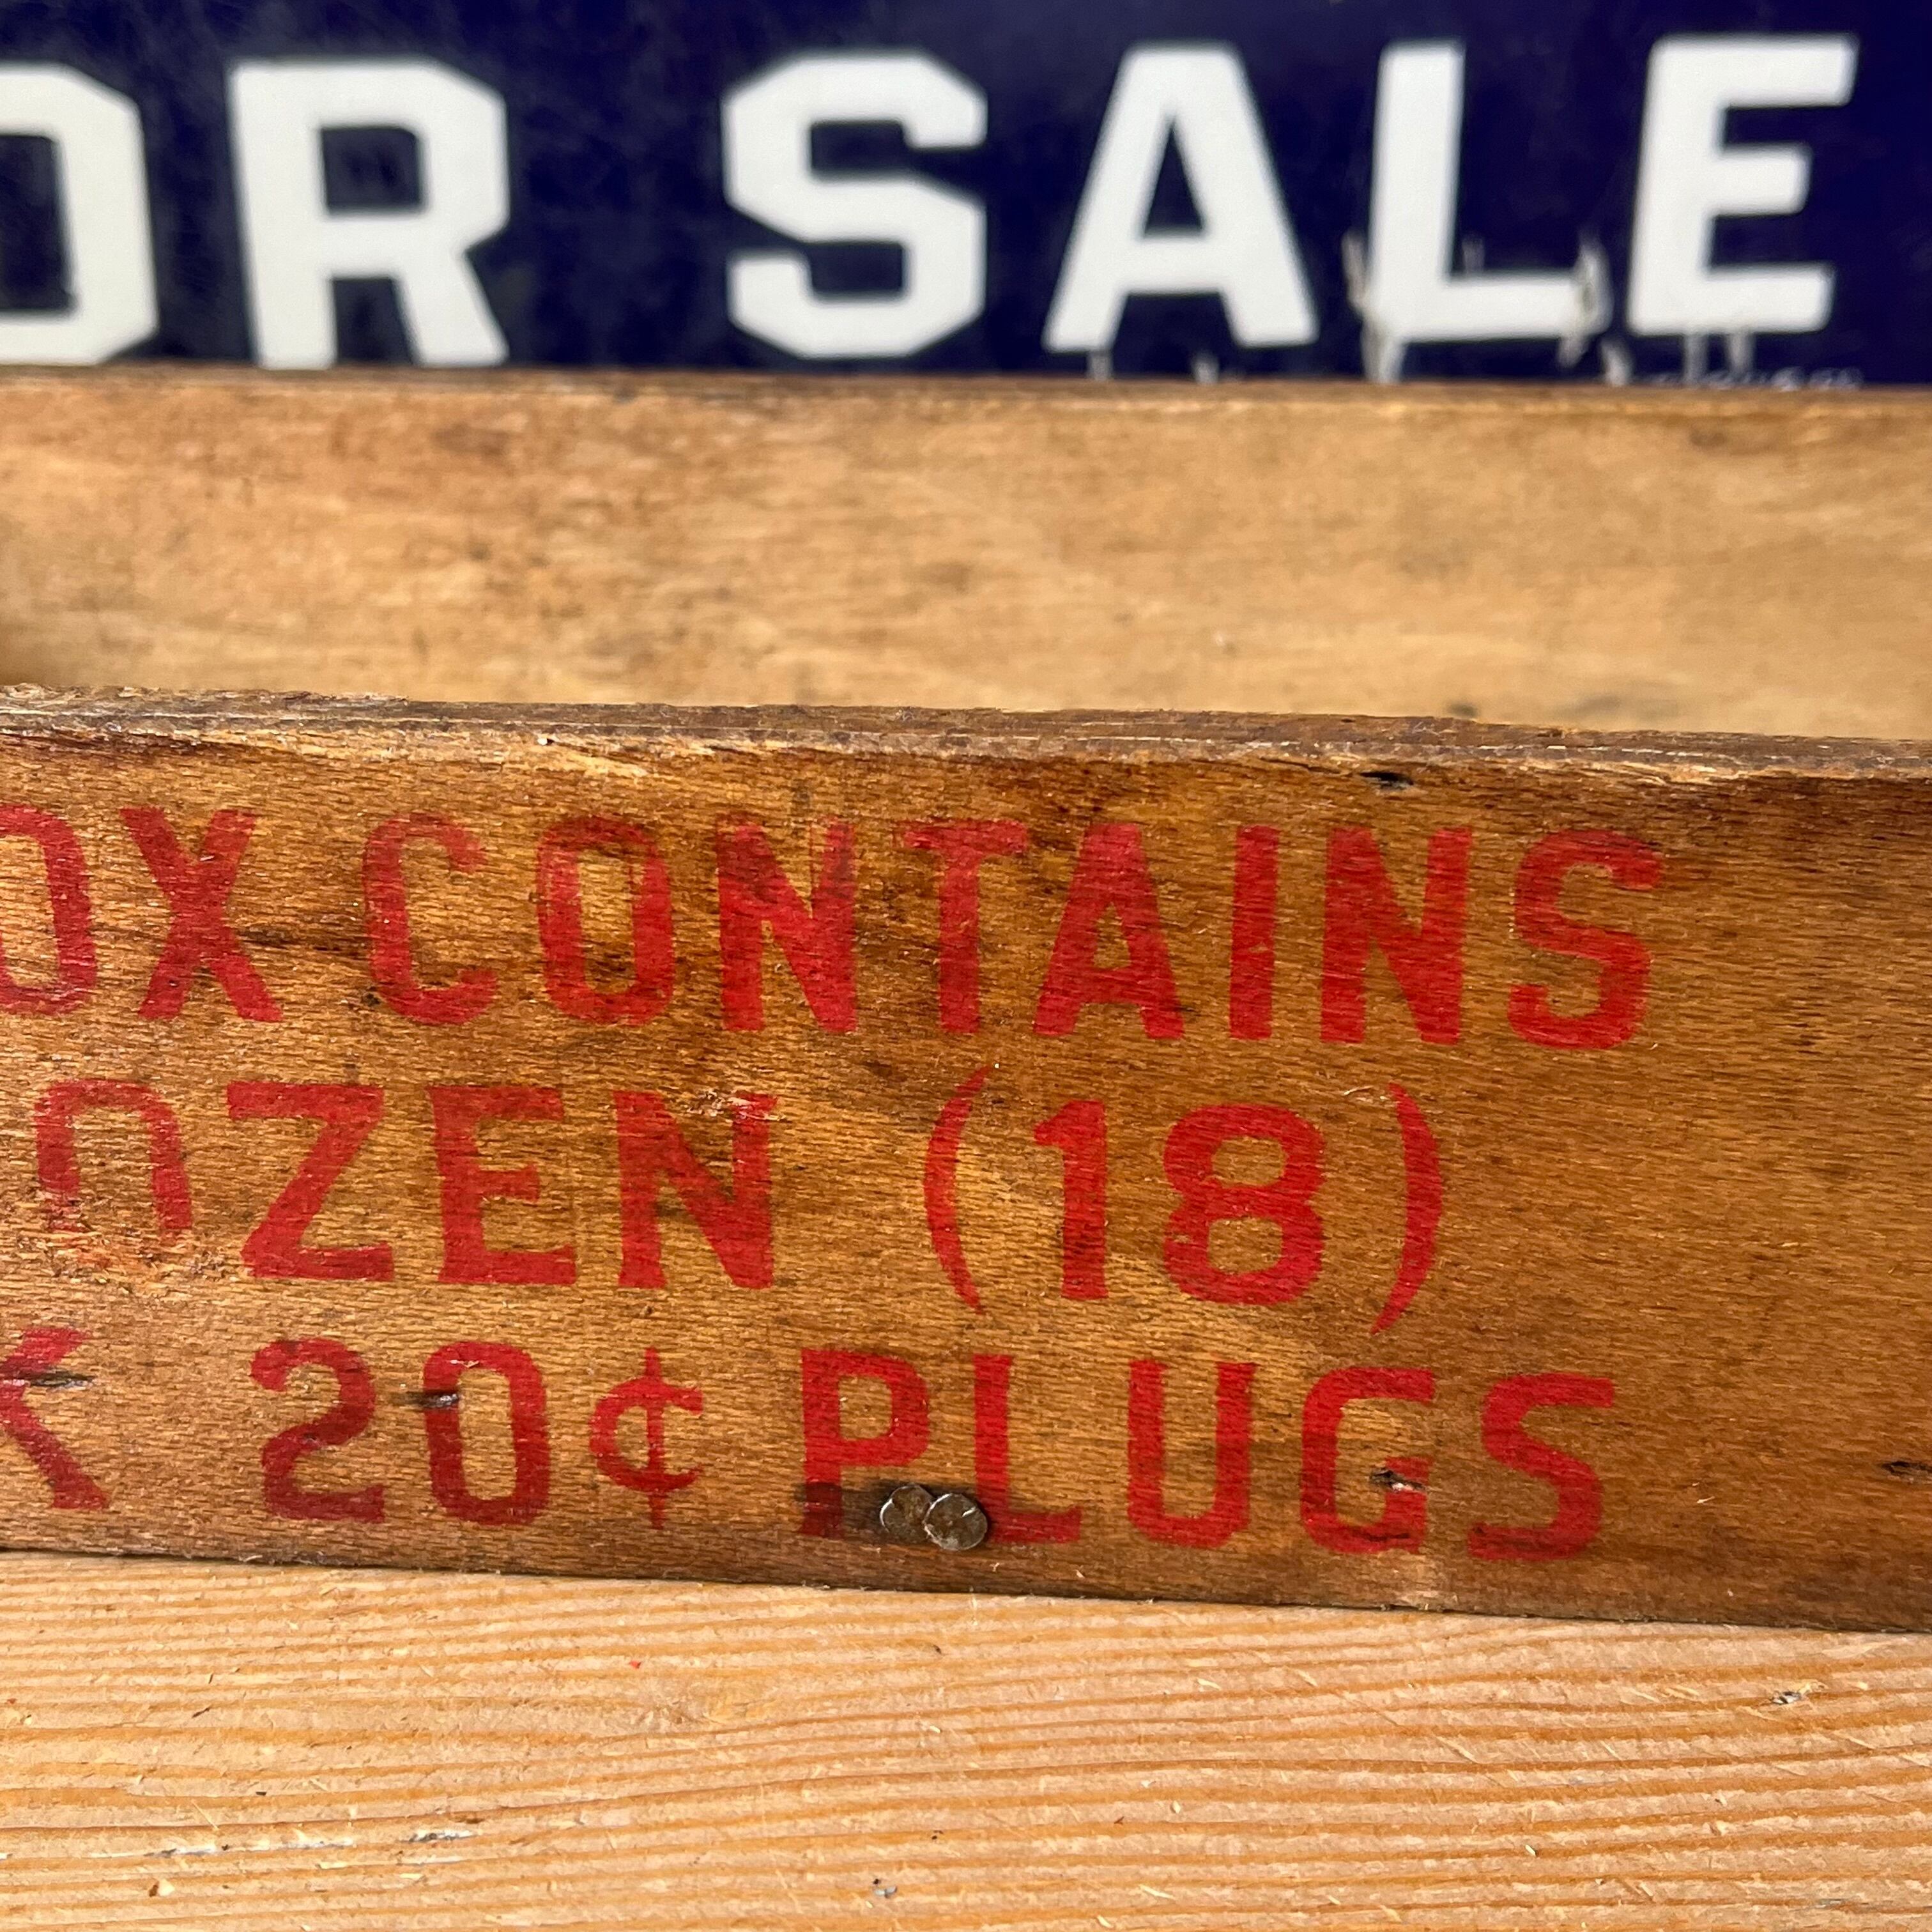 OR SALE
OX CONTAINS
OZEN (18)
K 20¢ PLUGS